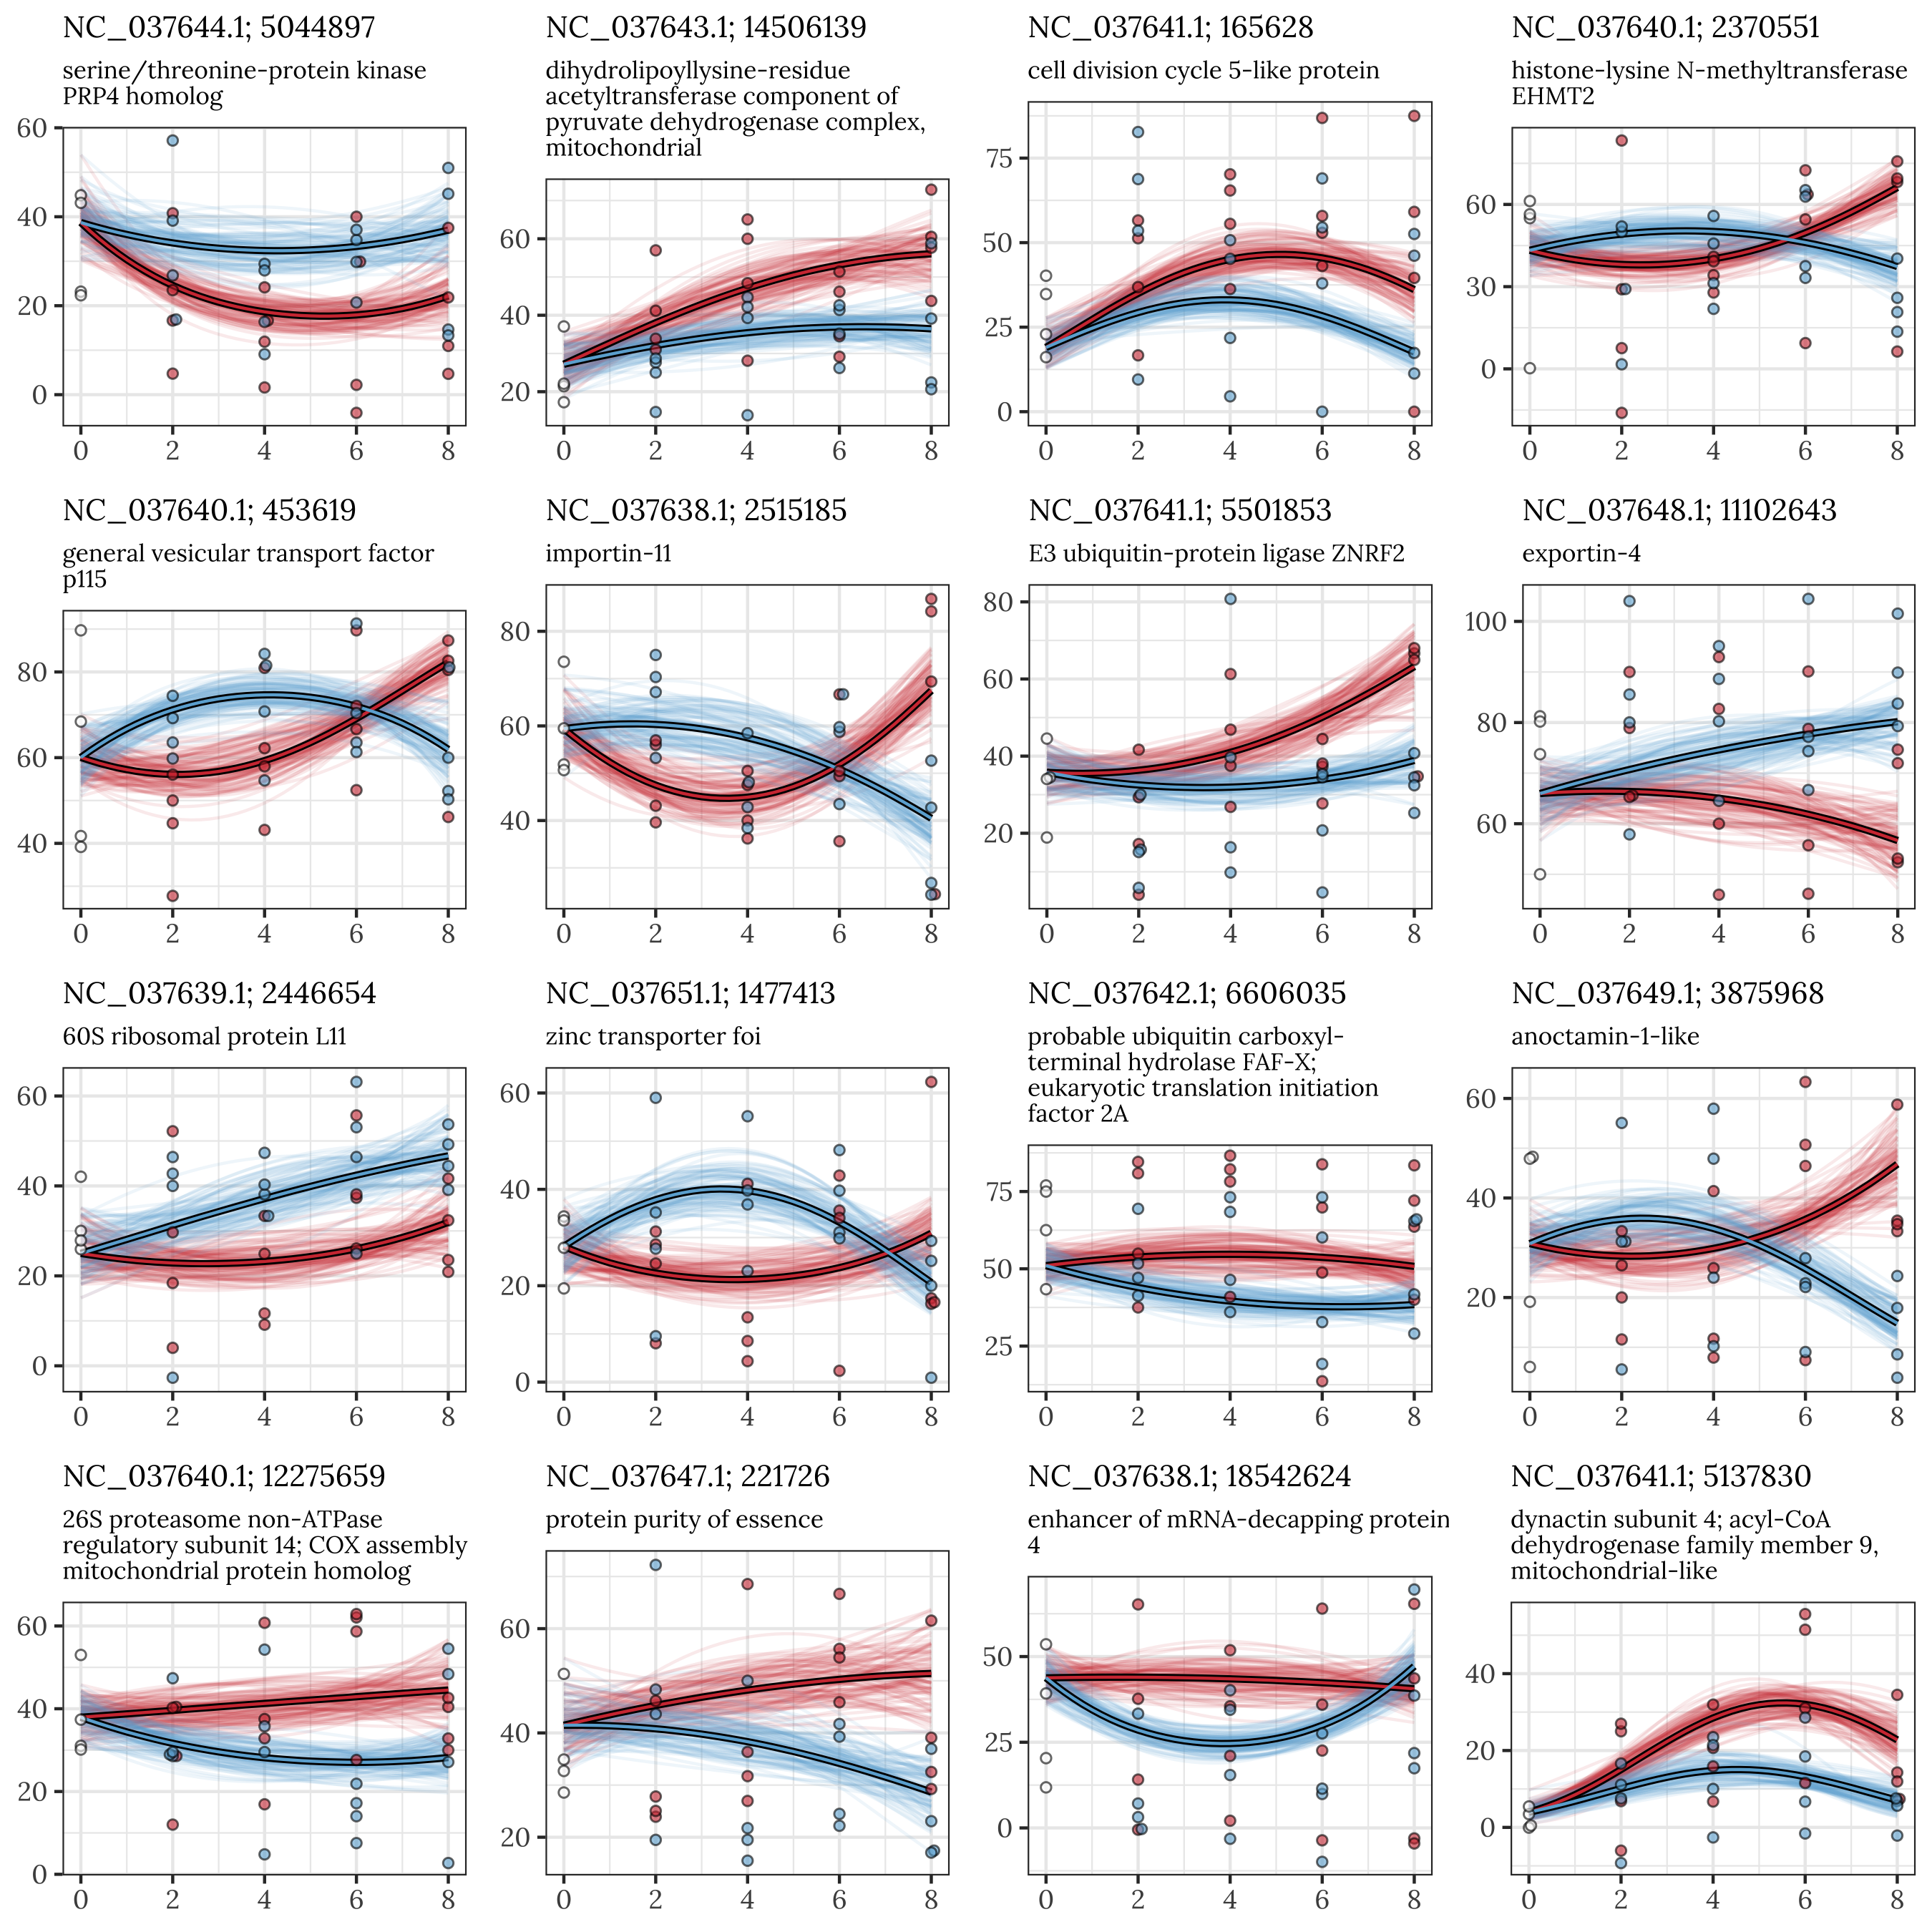 NC_037644.1; 5044897
serine/threonine-protein kinase
PRP4 homolog
60
40
20
0
0 2 4 6 8
NC_037643.1; 14506139
dihydrolipoyllysine-residue
acetyltransferase component of
pyruvate dehydrogenase complex,
mitochondrial
60
40
20
0 2 4 6 8
NC_037641.1; 165628
cell division cycle 5-like protein
75
50
25
0
0 2 4 6 8
NC_037640.1; 2370551
histone-lysine N-methyltransferase
EHMT2
60
30
0
0 2 4 6 8
NC_037640.1; 453619
general vesicular transport factor
p115
80
60
40
0 2 4 6 8
NC_037638.1; 2515185
importin-11
80
60
40
0 2 4 6 8
NC_037641.1; 5501853
E3 ubiquitin-protein ligase ZNRF2
80
60
40
20
0 2 4 6 8
NC_037648.1; 11102643
exportin-4
100
80
60
0 2 4 6 8
NC_037639.1; 2446654
60S ribosomal protein L11
60
40
20
0
0 2 4 6 8
NC_037651.1; 1477413
zinc transporter foi
60
40
20
0
0 2 4 6 8
NC_037642.1; 6606035
probable ubiquitin carboxyl-
terminal hydrolase FAF-X;
eukaryotic translation initiation
factor 2A
75
50
25
0 2 4 6 8
NC_037649.1; 3875968
anoctamin-1-like
60
40
20
0 2 4 6 8
NC_037640.1; 12275659
26S proteasome non-ATPase
regulatory subunit 14; COX assembly
mitochondrial protein homolog
60
40
20
0
0 2 4 6 8
NC_037647.1; 221726
protein purity of essence
60
40
20
0 2 4 6 8
NC_037638.1; 18542624
enhancer of mRNA-decapping protein
4
50
25
0
0 2 4 6 8
NC_037641.1; 5137830
dynactin subunit 4; acyl-CoA
dehydrogenase family member 9,
mitochondrial-like
40
20
0
0 2 4 6 8